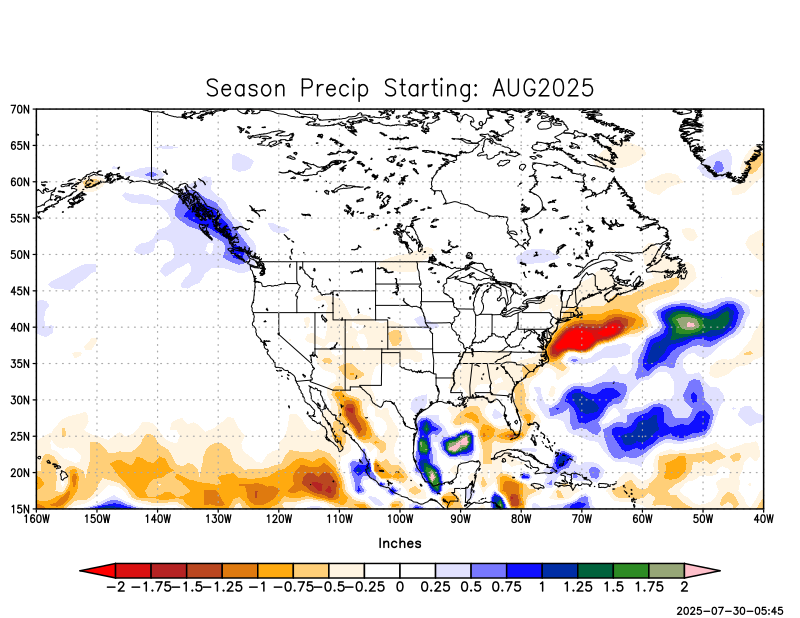 Season Precip Starting: AUG2025
70N
65N
60N
55N
50N
45N
40N
35N
30N
25N
20N
15N
160W 150W 140W 130W 120W 110W 100W 90W 80W 70W 60W 50W 40W
Inches
-2 -1.75 -1.5 -1.25 -1 -0.75 -0.5 -0.25 0 0.25 0.5 0.75 1 1.25 1.5 1.75 2
2025-07-30-05:45